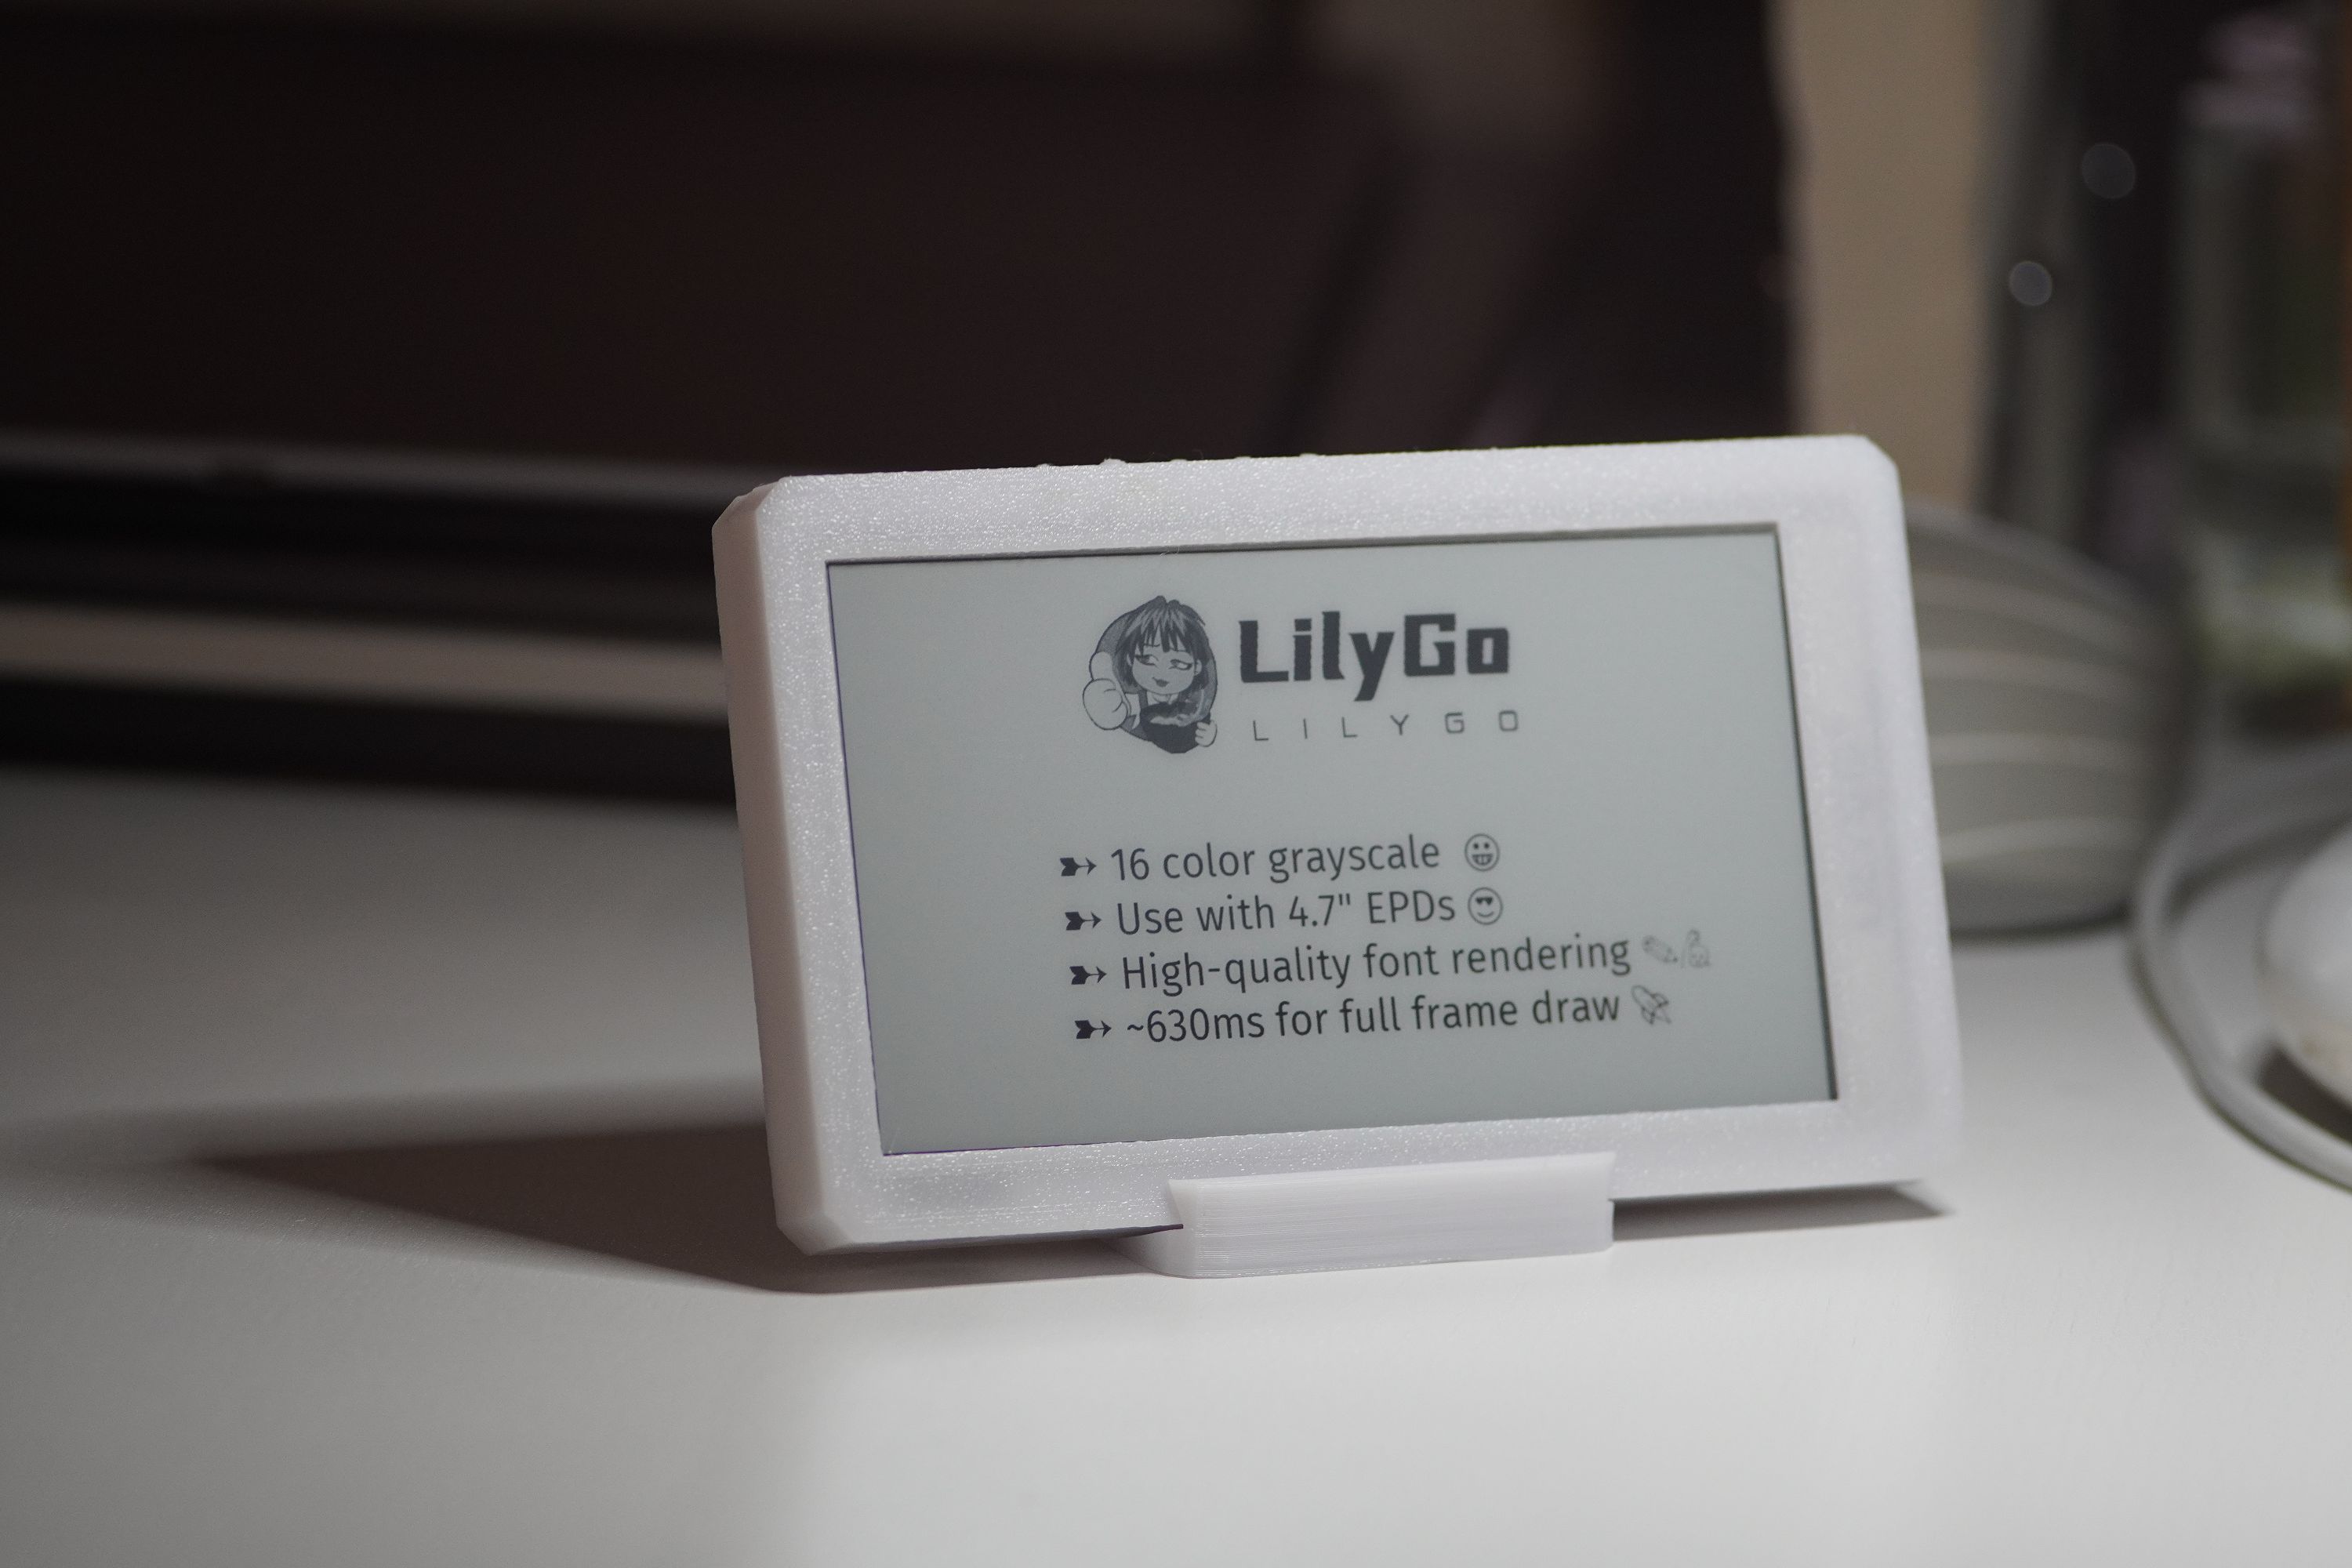 LilyGo
LILYGO
➸ 16 color grayscale 😀
➸ Use with 4.7" EPDs 😎
➸ High-quality font rendering ✎/🖔
➸ ~630ms for full frame draw 🚀